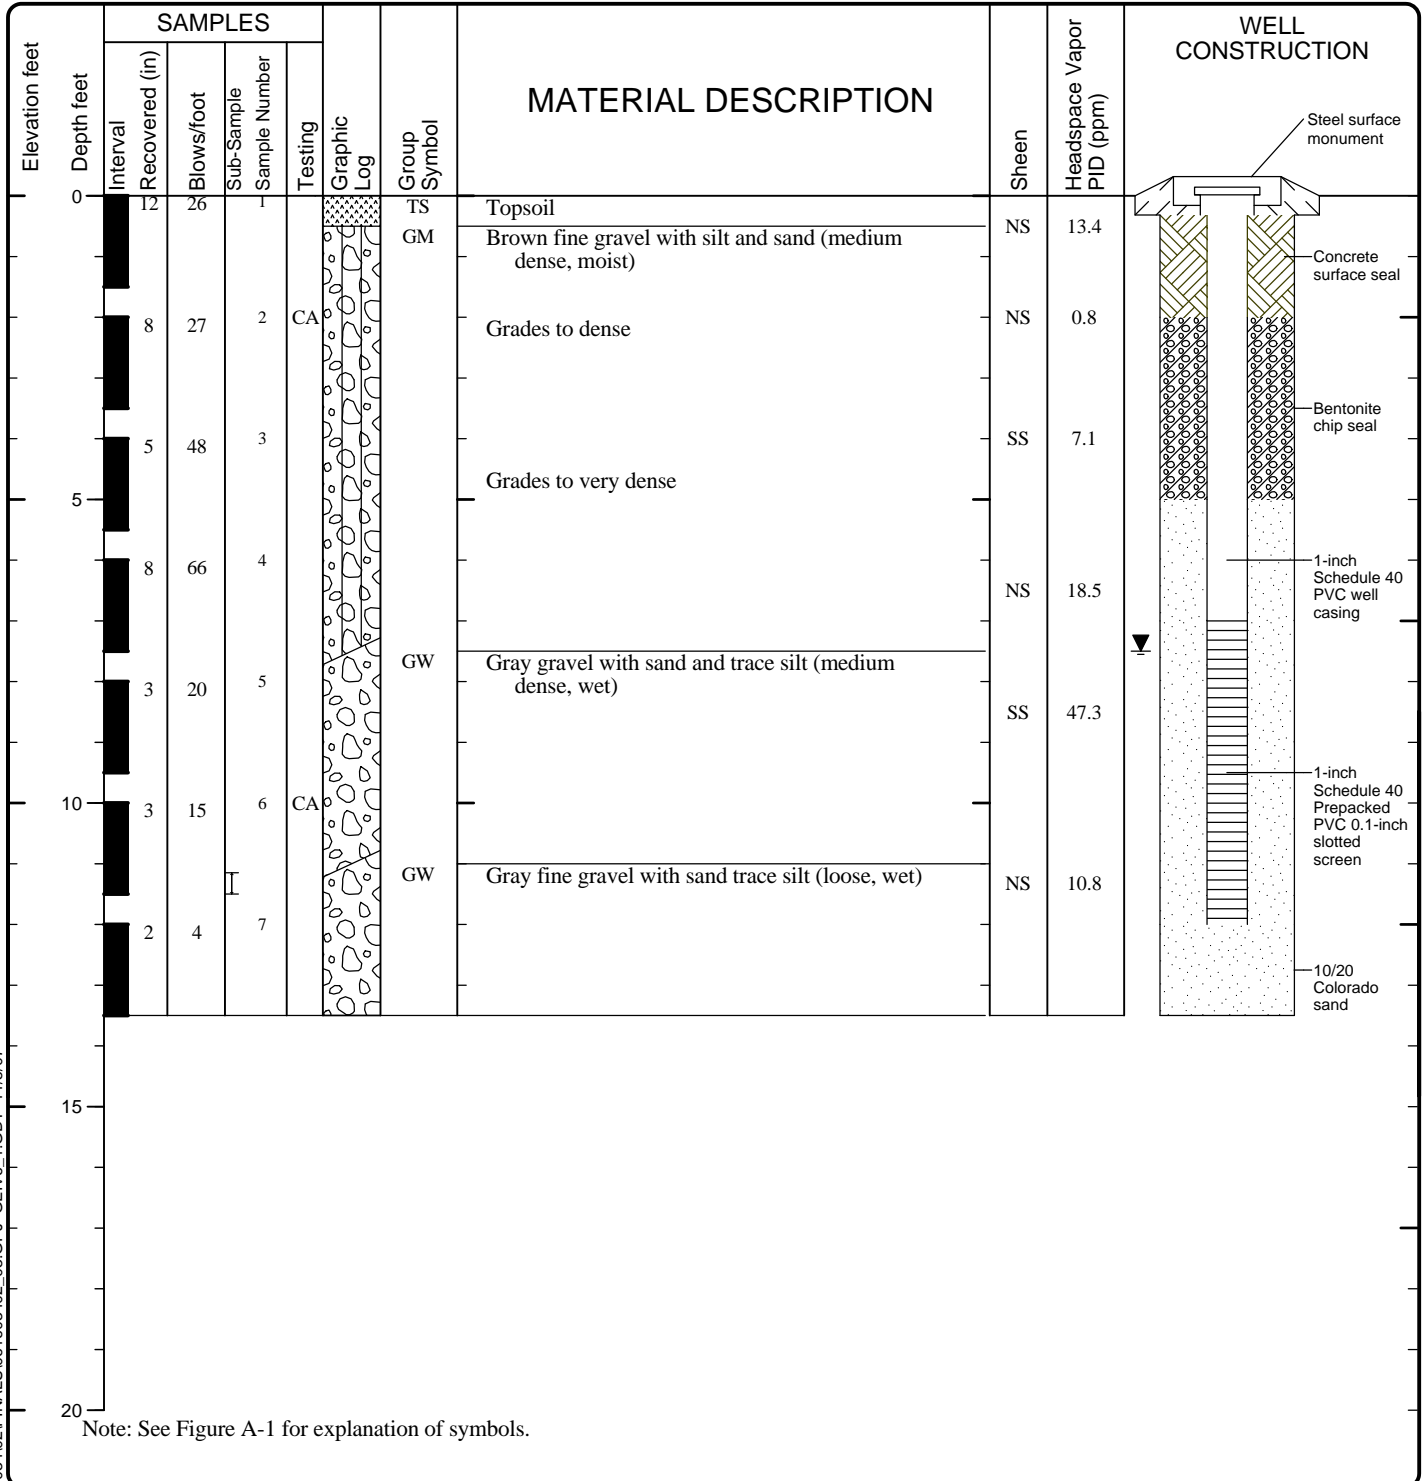 SAMPLES
Elevation feet
Depth feet
Interval
Recovered (in)
Blows/foot
Sub-Sample
Sample Number
Testing
Graphic
Log
Group
Symbol
MATERIAL DESCRIPTION
Sheen
Headspace Vapor
PID (ppm)
WELL
CONSTRUCTION
Steel surface
monument
0
12 26 1 TS Topsoil NS 13.4
GM Brown fine gravel with silt and sand (medium
dense, moist)
Concrete
surface seal
8 27 2 CA Grades to dense NS 0.8
Bentonite
chip seal
5 48 3 SS 7.1
Grades to very dense
5
8 66 4 NS 18.5
1-inch
Schedule 40
PVC well
casing
GW Gray gravel with sand and trace silt (medium
dense, wet)
3 20 5 SS 47.3
1-inch
Schedule 40
Prepacked
PVC 0.1-inch
slotted
screen
10
3 15 6 CA
GW Gray fine gravel with sand trace silt (loose, wet) NS 10.8
2 4 7
10/20
Colorado
sand
15
20
Note: See Figure A-1 for explanation of symbols.